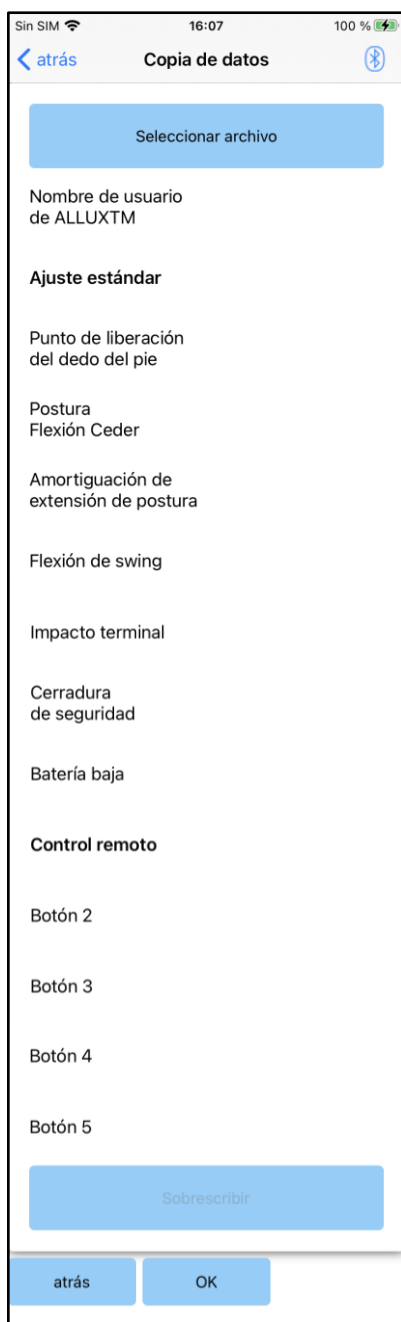 Sin SIM 16:07 100 %
atrás Copia de datos
Seleccionar archivo
Nombre de usuario
de ALLUXTM
Ajuste estándar
Punto de liberación
del dedo del pie
Postura
Flexión Ceder
Amortiguación de
extensión de postura
Flexión de swing
Impacto terminal
Cerradura
de seguridad
Batería baja
Control remoto
Botón 2
Botón 3
Botón 4
Botón 5
Sobrescribir
atrás OK